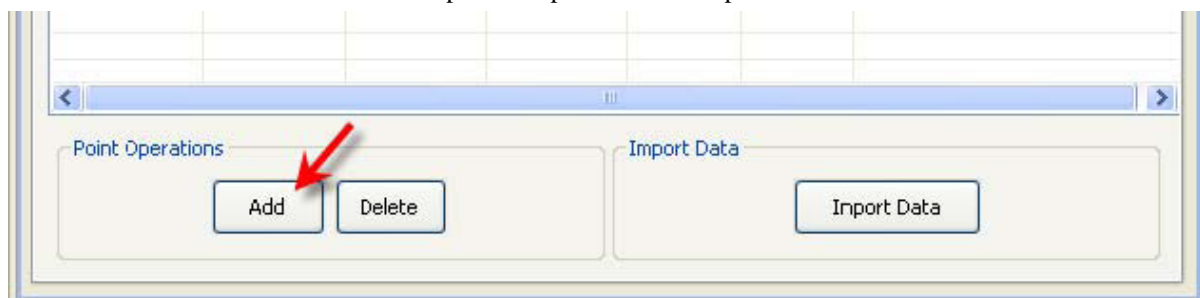 Point Operations
Import Data
Add
Delete
Inport Data